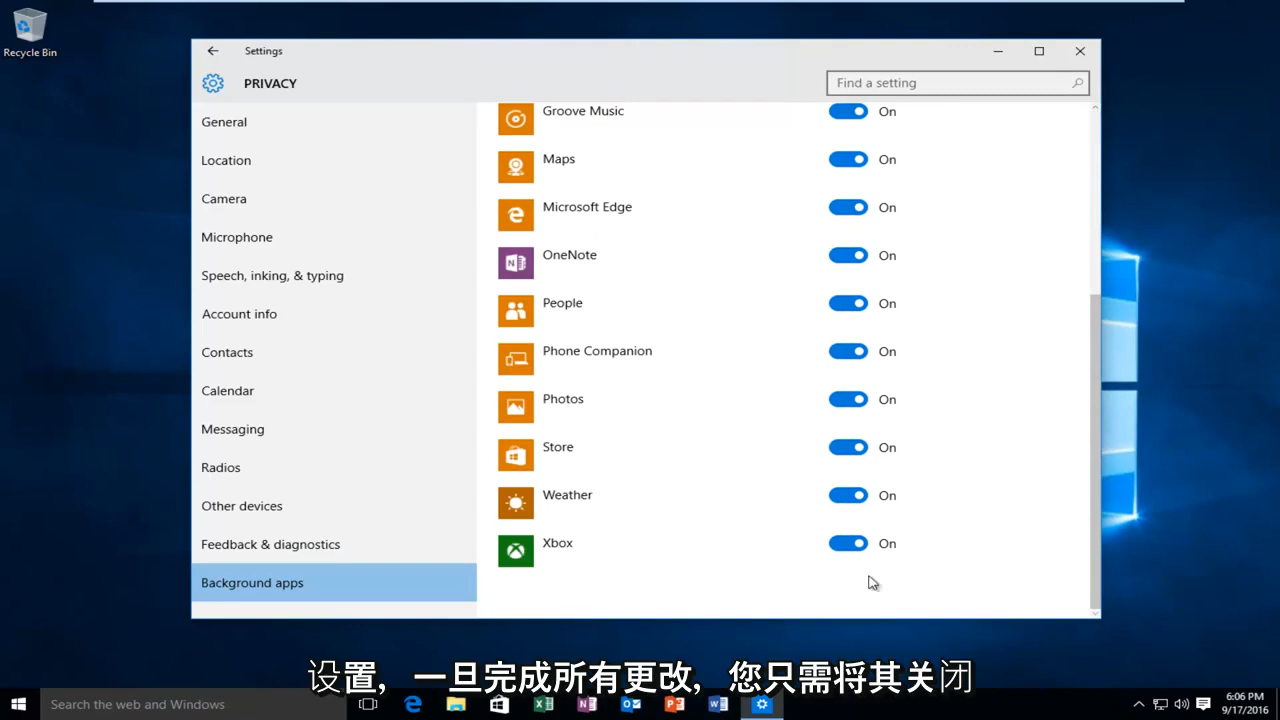 Recycle Bin
Settings
PRIVACY
Find a setting
General
Location
Camera
Microphone
Speech, inking, & typing
Account info
Contacts
Calendar
Messaging
Radios
Other devices
Feedback & diagnostics
Background apps
Groove Music On
Maps On
Microsoft Edge On
OneNote On
People On
Phone Companion On
Photos On
Store On
Weather On
Xbox On
设置，一旦完成所有更改，您只需将其关闭
Search the web and Windows
6:06 PM
9/17/2016